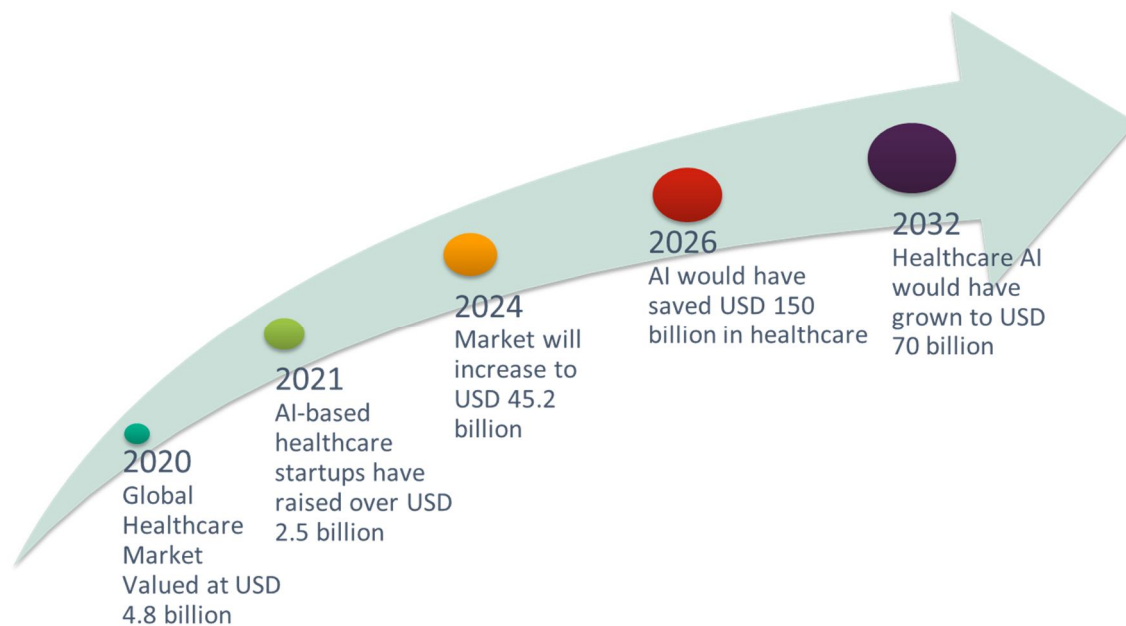 2020
Global
Healthcare
Market
Valued at USD
4.8 billion
2021
AI-based
healthcare
startups have
raised over USD
2.5 billion
2024
Market will
increase to
USD 45.2
billion
2026
AI would have
saved USD 150
billion in healthcare
2032
Healthcare AI
would have
grown to USD
70 billion